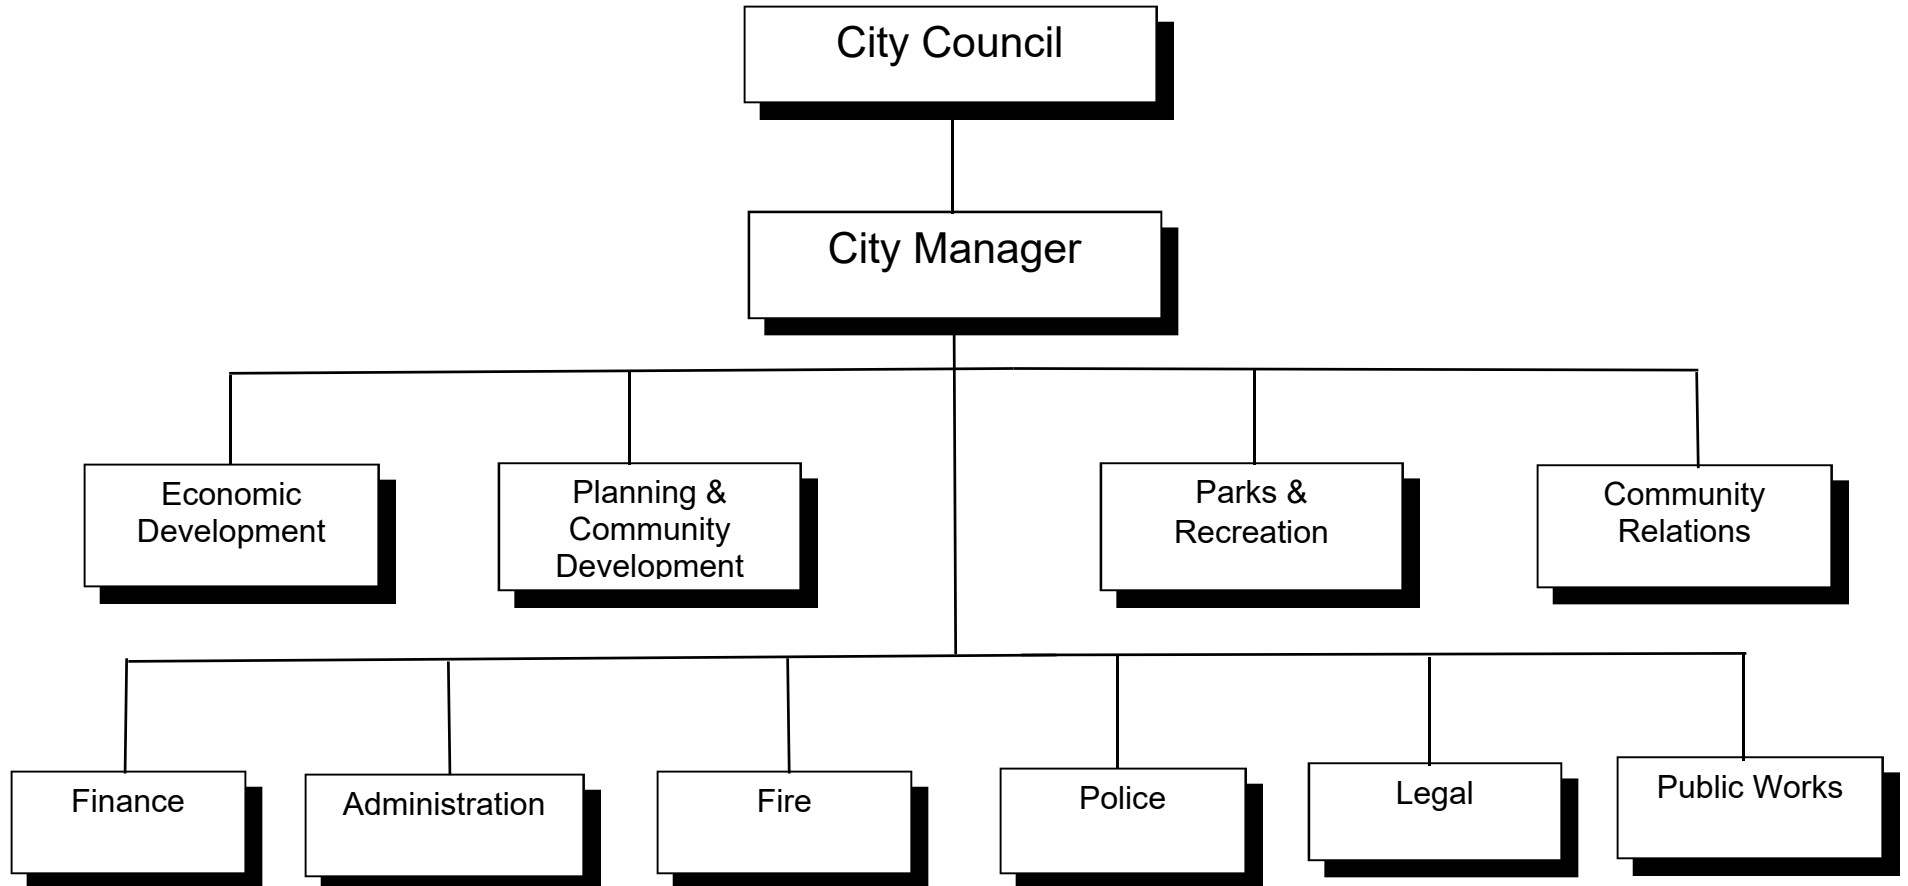 City Council
City Manager
Economic
Development
Planning &
Community
Development
Parks &
Recreation
Community
Relations
Finance
Administration
Fire
Police
Legal
Public Works